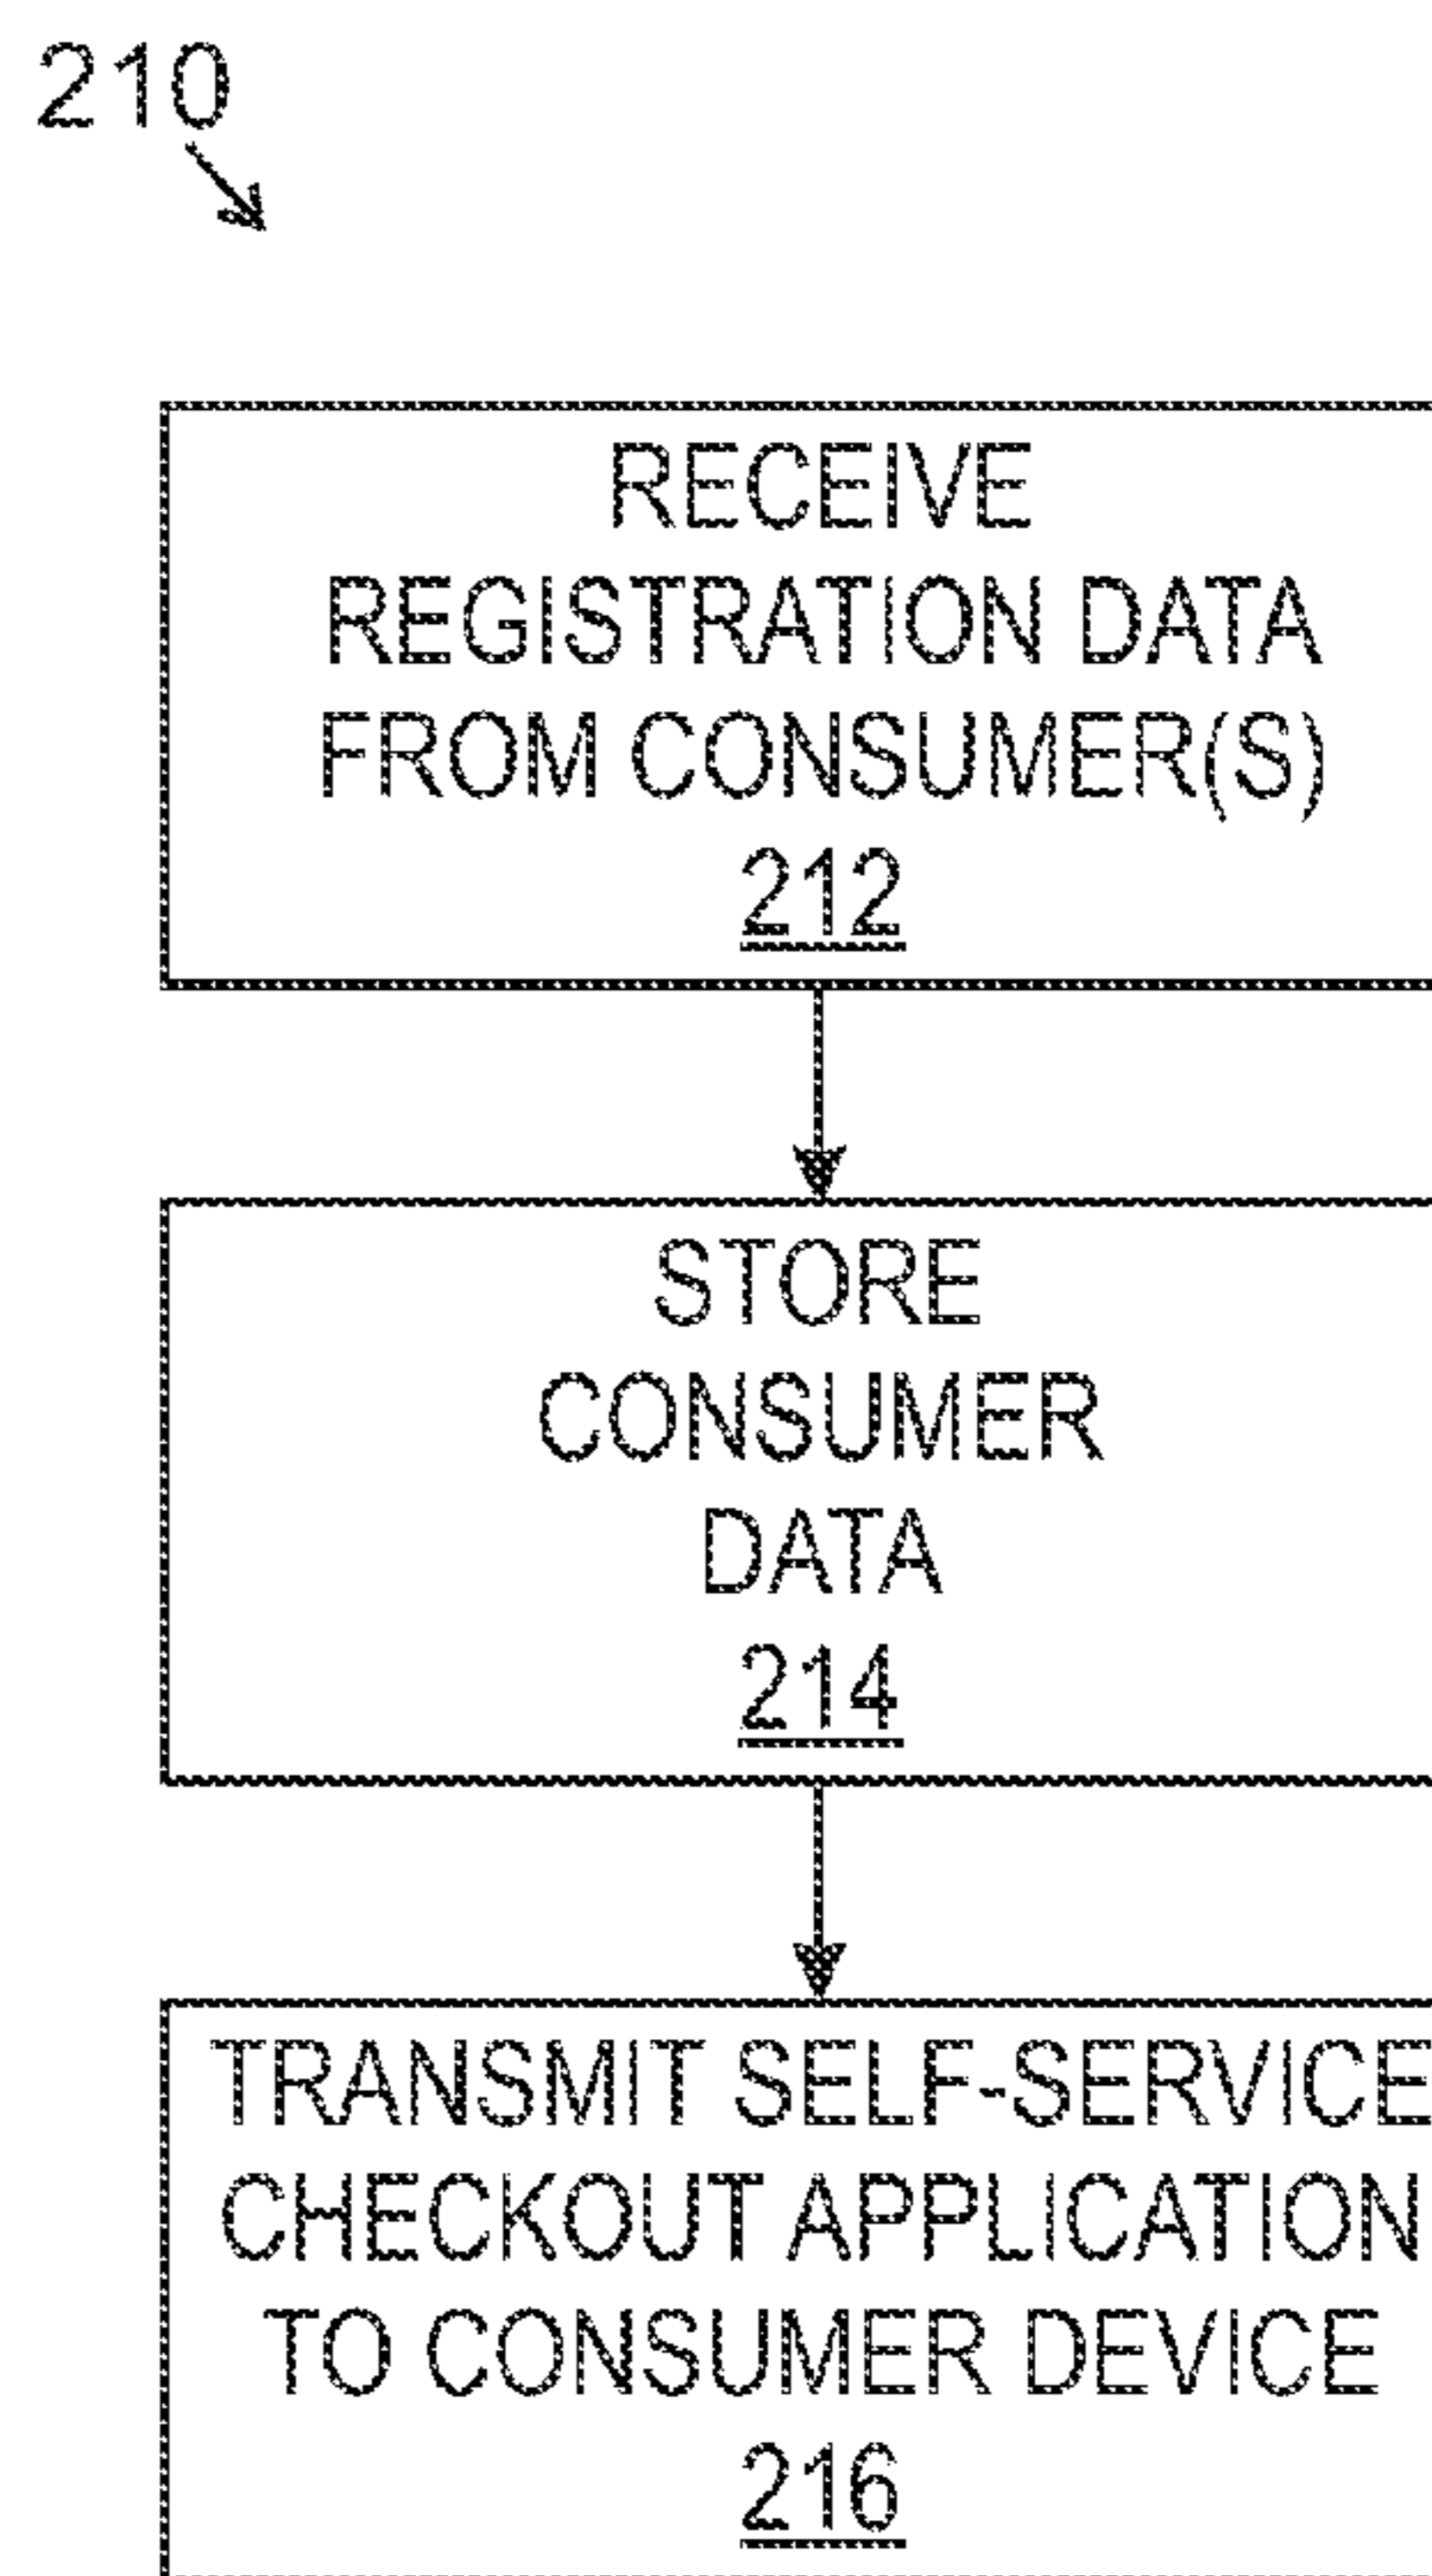 210
RECEIVE
REGISTRATION DATA
FROM CONSUMER(S)
212
STORE
CONSUMER
DATA
214
TRANSMIT SELF-SERVICE
CHECKOUT APPLICATION
TO CONSUMER DEVICE
216